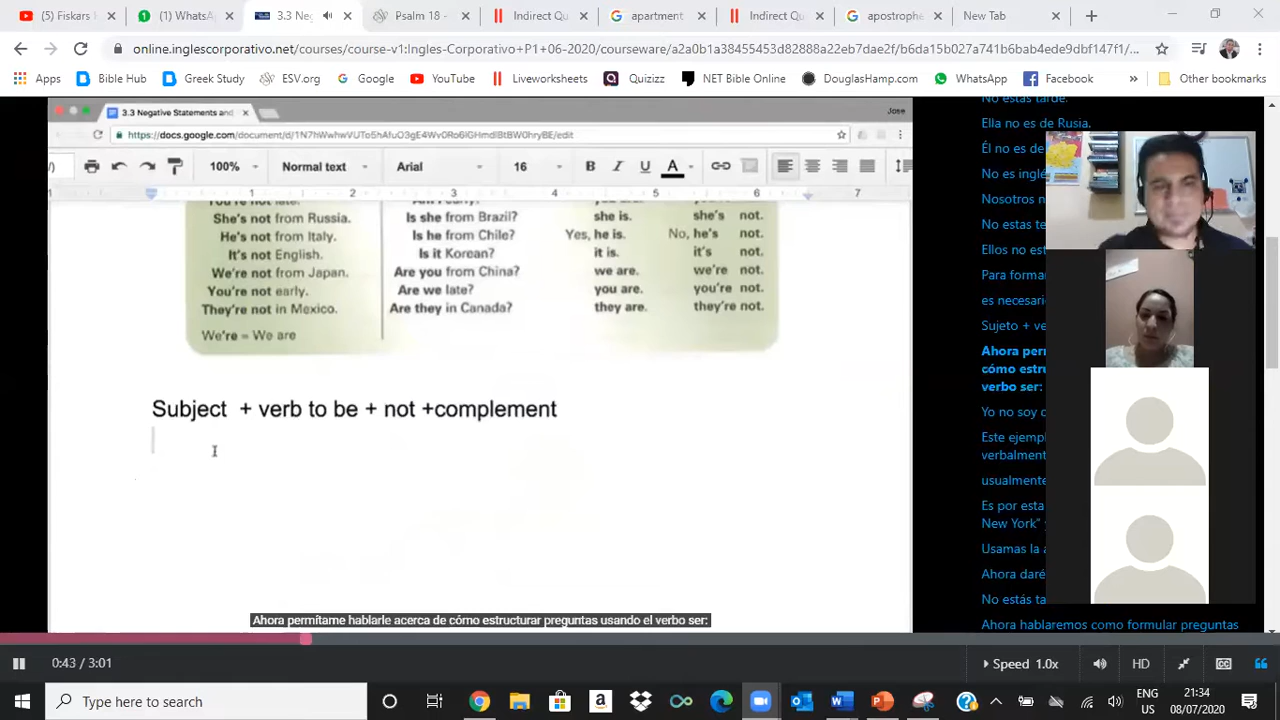 (5) Fiskars F
(1) WhatsA
3.3 Neg
Psalm 18 -
Indirect Qu
apartment
Indirect Qu
apostrophe
New Tab
online.inglescorporativo.net/courses/course-v1:Ingles-Corporativo+P1+06-2020/courseware/a2a0b1a38455453d82888a22eb7dae2f/b6da15b027a741b6bab4ede9dbf147f1/...
Apps
Bible Hub
Greek Study
ESV.org
Google
YouTube
Liveworksheets
Quizizz
NET Bible Online
DouglasHamp.com
WhatsApp
Facebook
»
Other bookmarks
3.3 Negative Statements and
Jose
100%
Normal text
Arial
16
B
I
U
A
1
2
3
4
5
6
7
She's not from Russia.
He's not from Italy.
It's not English.
We're not from Japan.
You're not early.
They're not in Mexico.
We're = We are
Is she from Brazil?
Is he from Chile?
Is it Korean?
Are you from China?
Are we late?
Are they in Canada?
she is.
Yes, he is.
it is.
we are.
you are.
they are.
she's not.
No, he's not.
it's not.
we're not.
you're not.
they're not.
Subject + verb to be + not +complement
Ahora permítame hablarle acerca de cómo estructurar preguntas usando el verbo ser:
No estás tarde.
Ella no es de Rusia.
Él no es de
No es inglé
Nosotros n
No estas te
Ellos no est
Para formar
es necesari
Sujeto + ve
Ahora perm
cómo estru
verbo ser:
Yo no soy d
Este ejempl
verbalment
usualmente
Es por esta
New York" y
Usamos la a
Ahora daré
No estás ta
Ahora hablaremos como formular preguntas
0:43 / 3:01
Speed 1.0x
HD
Type here to search
ENG
US
21:34
08/07/2020